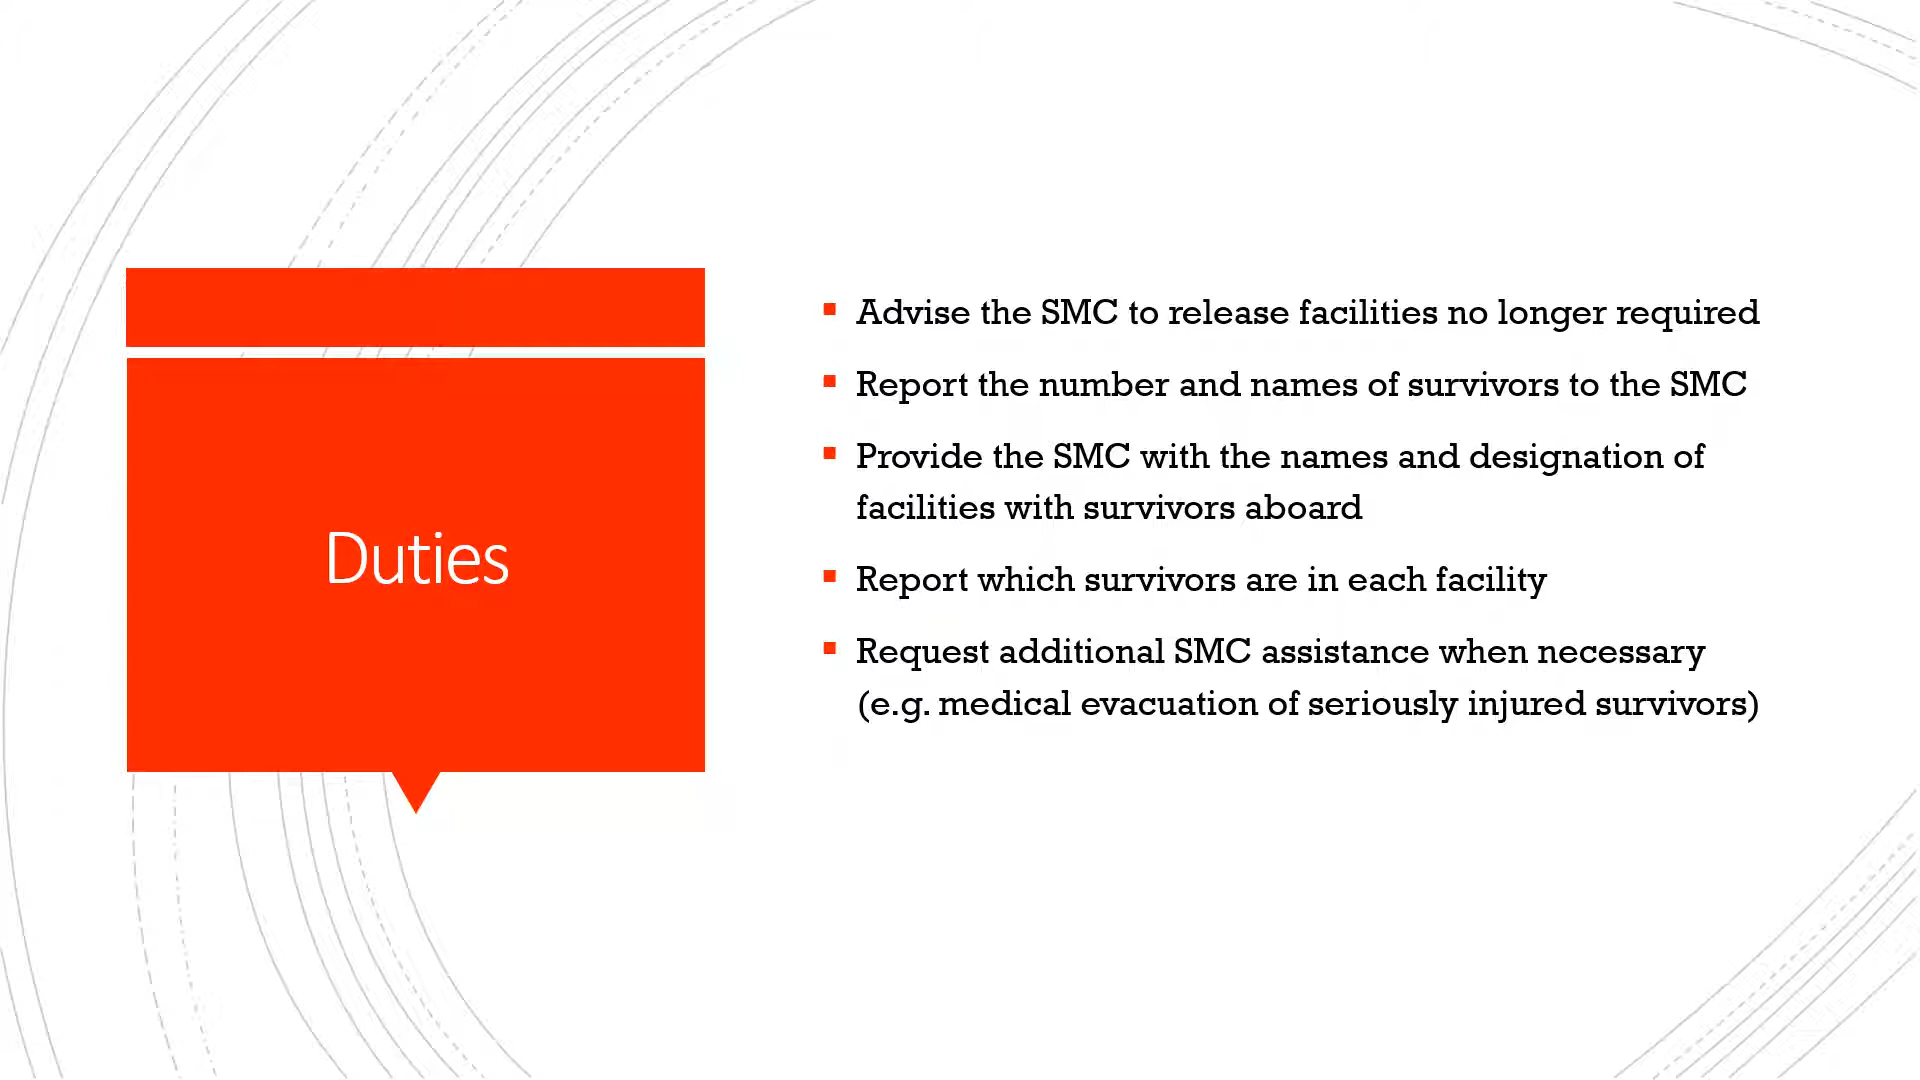 Duties
Advise the SMC to release facilities no longer required
Report the number and names of survivors to the SMC
Provide the SMC with the names and designation of
facilities with survivors aboard
Report which survivors are in each facility
Request additional SMC assistance when necessary
(e.g. medical evacuation of seriously injured survivors)